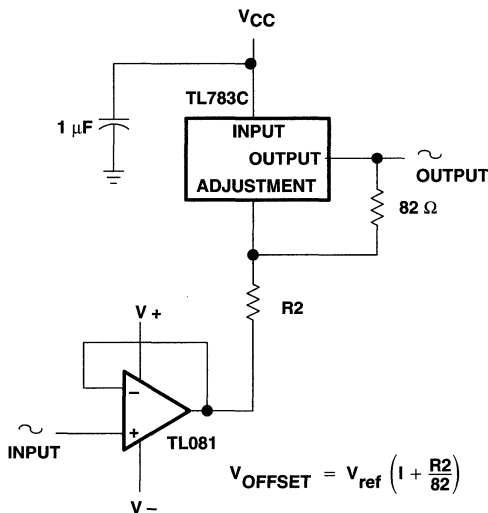 VCC
TL783C
1 μF
INPUT
OUTPUT
ADJUSTMENT
∼
OUTPUT
82 Ω
R2
V+
−
+
TL081
∼
INPUT
V−
VOFFSET = Vref (I + R2/82)